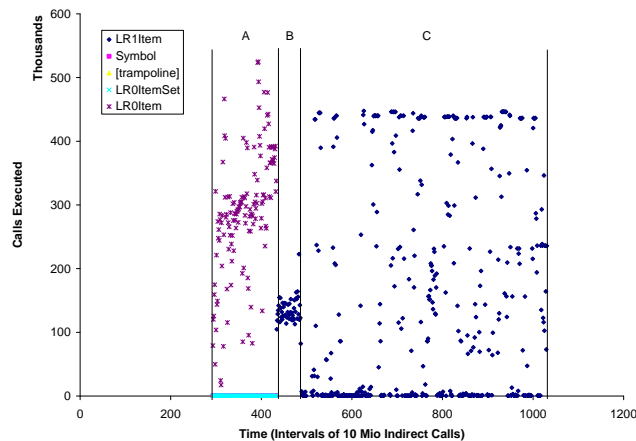 A B C
Thousands
600
500
400
300
200
100
0
Calls Executed
LR1Item
Symbol
[trampoline]
LR0ItemSet
LR0Item
0 200 400 600 800 1000 1200
Time (Intervals of 10 Mio Indirect Calls)